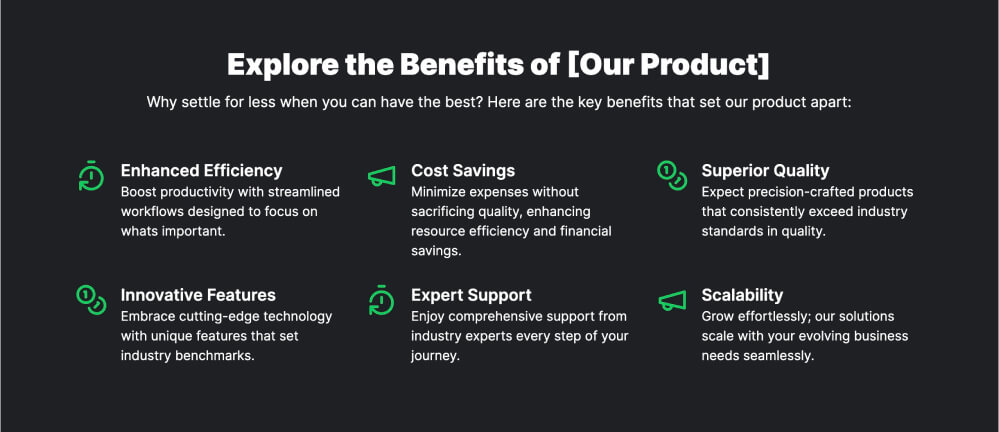 Explore the Benefits of [Our Product]
Why settle for less when you can have the best? Here are the key benefits that set our product apart:
Enhanced Efficiency
Boost productivity with streamlined
workflows designed to focus on
whats important.
Cost Savings
Minimize expenses without
sacrificing quality, enhancing
resource efficiency and financial
savings.
Superior Quality
Expect precision-crafted products
that consistently exceed industry
standards in quality.
Innovative Features
Embrace cutting-edge technology
with unique features that set
industry benchmarks.
Expert Support
Enjoy comprehensive support from
industry experts every step of your
journey.
Scalability
Grow effortlessly; our solutions
scale with your evolving business
needs seamlessly.